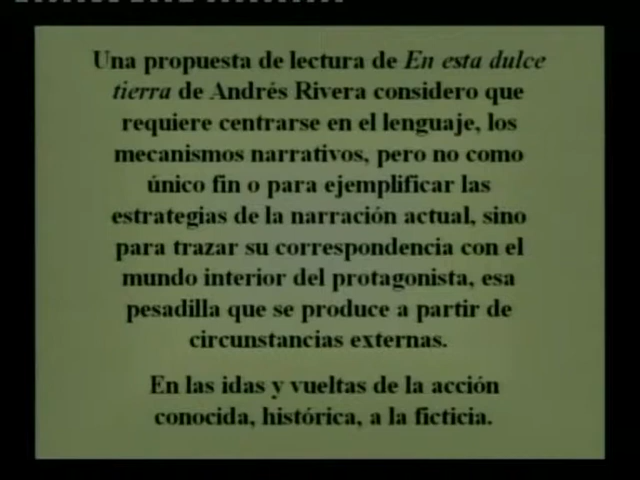 Una propuesta de lectura de En esta dulce
tierra de Andrés Rivera considero que
requiere centrarse en el lenguaje, los
mecanismos narrativos, pero no como
único fin o para ejemplificar las
estrategias de la narración actual, sino
para trazar su correspondencia con el
mundo interior del protagonista, esa
pesadilla que se produce a partir de
circunstancias externas.
En las idas y vueltas de la acción
conocida, histórica, a la ficticia.